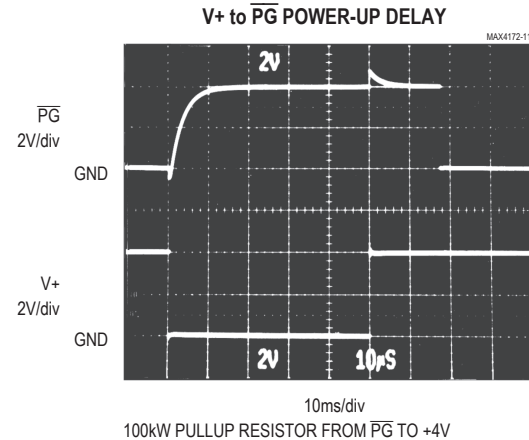 V+ to PG POWER-UP DELAY
MAX4172-11
2V
PG
2V/div
GND
V+
2V/div
GND
2V 10µS
10ms/div
100kW PULLUP RESISTOR FROM PG TO +4V